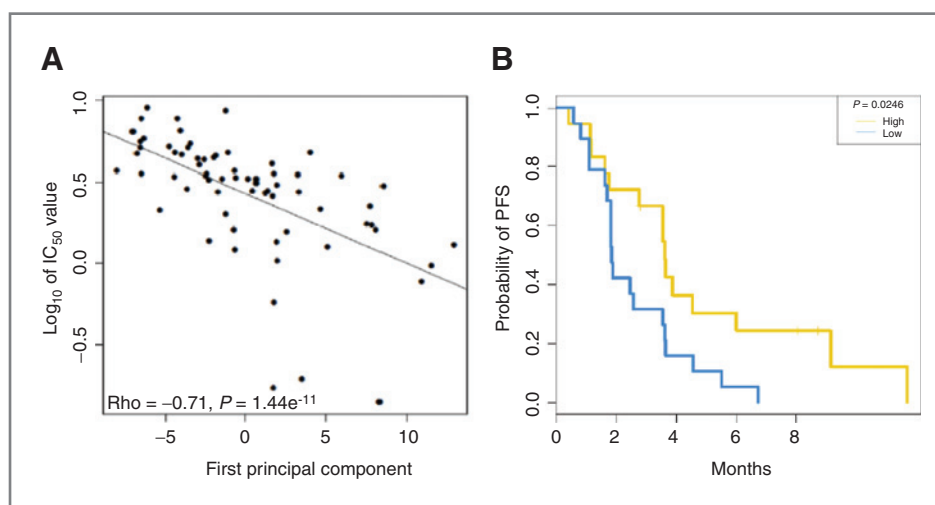 A
Log10 of IC50 value
1.0
0.5
0.0
−0.5
Rho = −0.71, P = 1.44e-11
−5 0 5 10
First principal component
B
Probability of PFS
1.0
0.8
0.6
0.4
0.2
0.0
P = 0.0246
High
Low
0 2 4 6 8
Months